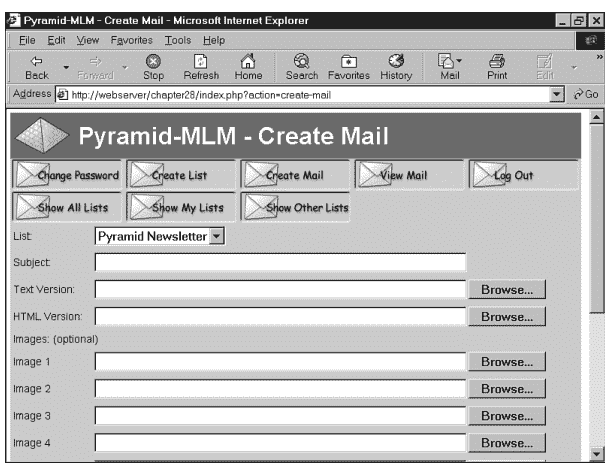 Pyramid-MLM - Create Mail - Microsoft Internet Explorer
File Edit View Favorites Tools Help
Back Forward Stop Refresh Home Search Favorites History Mail Print Edit »
Address http://webserver/chapter28/index.php?action=create-mail Go
Pyramid-MLM - Create Mail
Change Password Create List Create Mail View Mail Log Out
Show All Lists Show My Lists Show Other Lists
List: Pyramid Newsletter
Subject:
Text Version: Browse...
HTML Version: Browse...
Images: (optional)
Image 1 Browse...
Image 2 Browse...
Image 3 Browse...
Image 4 Browse...